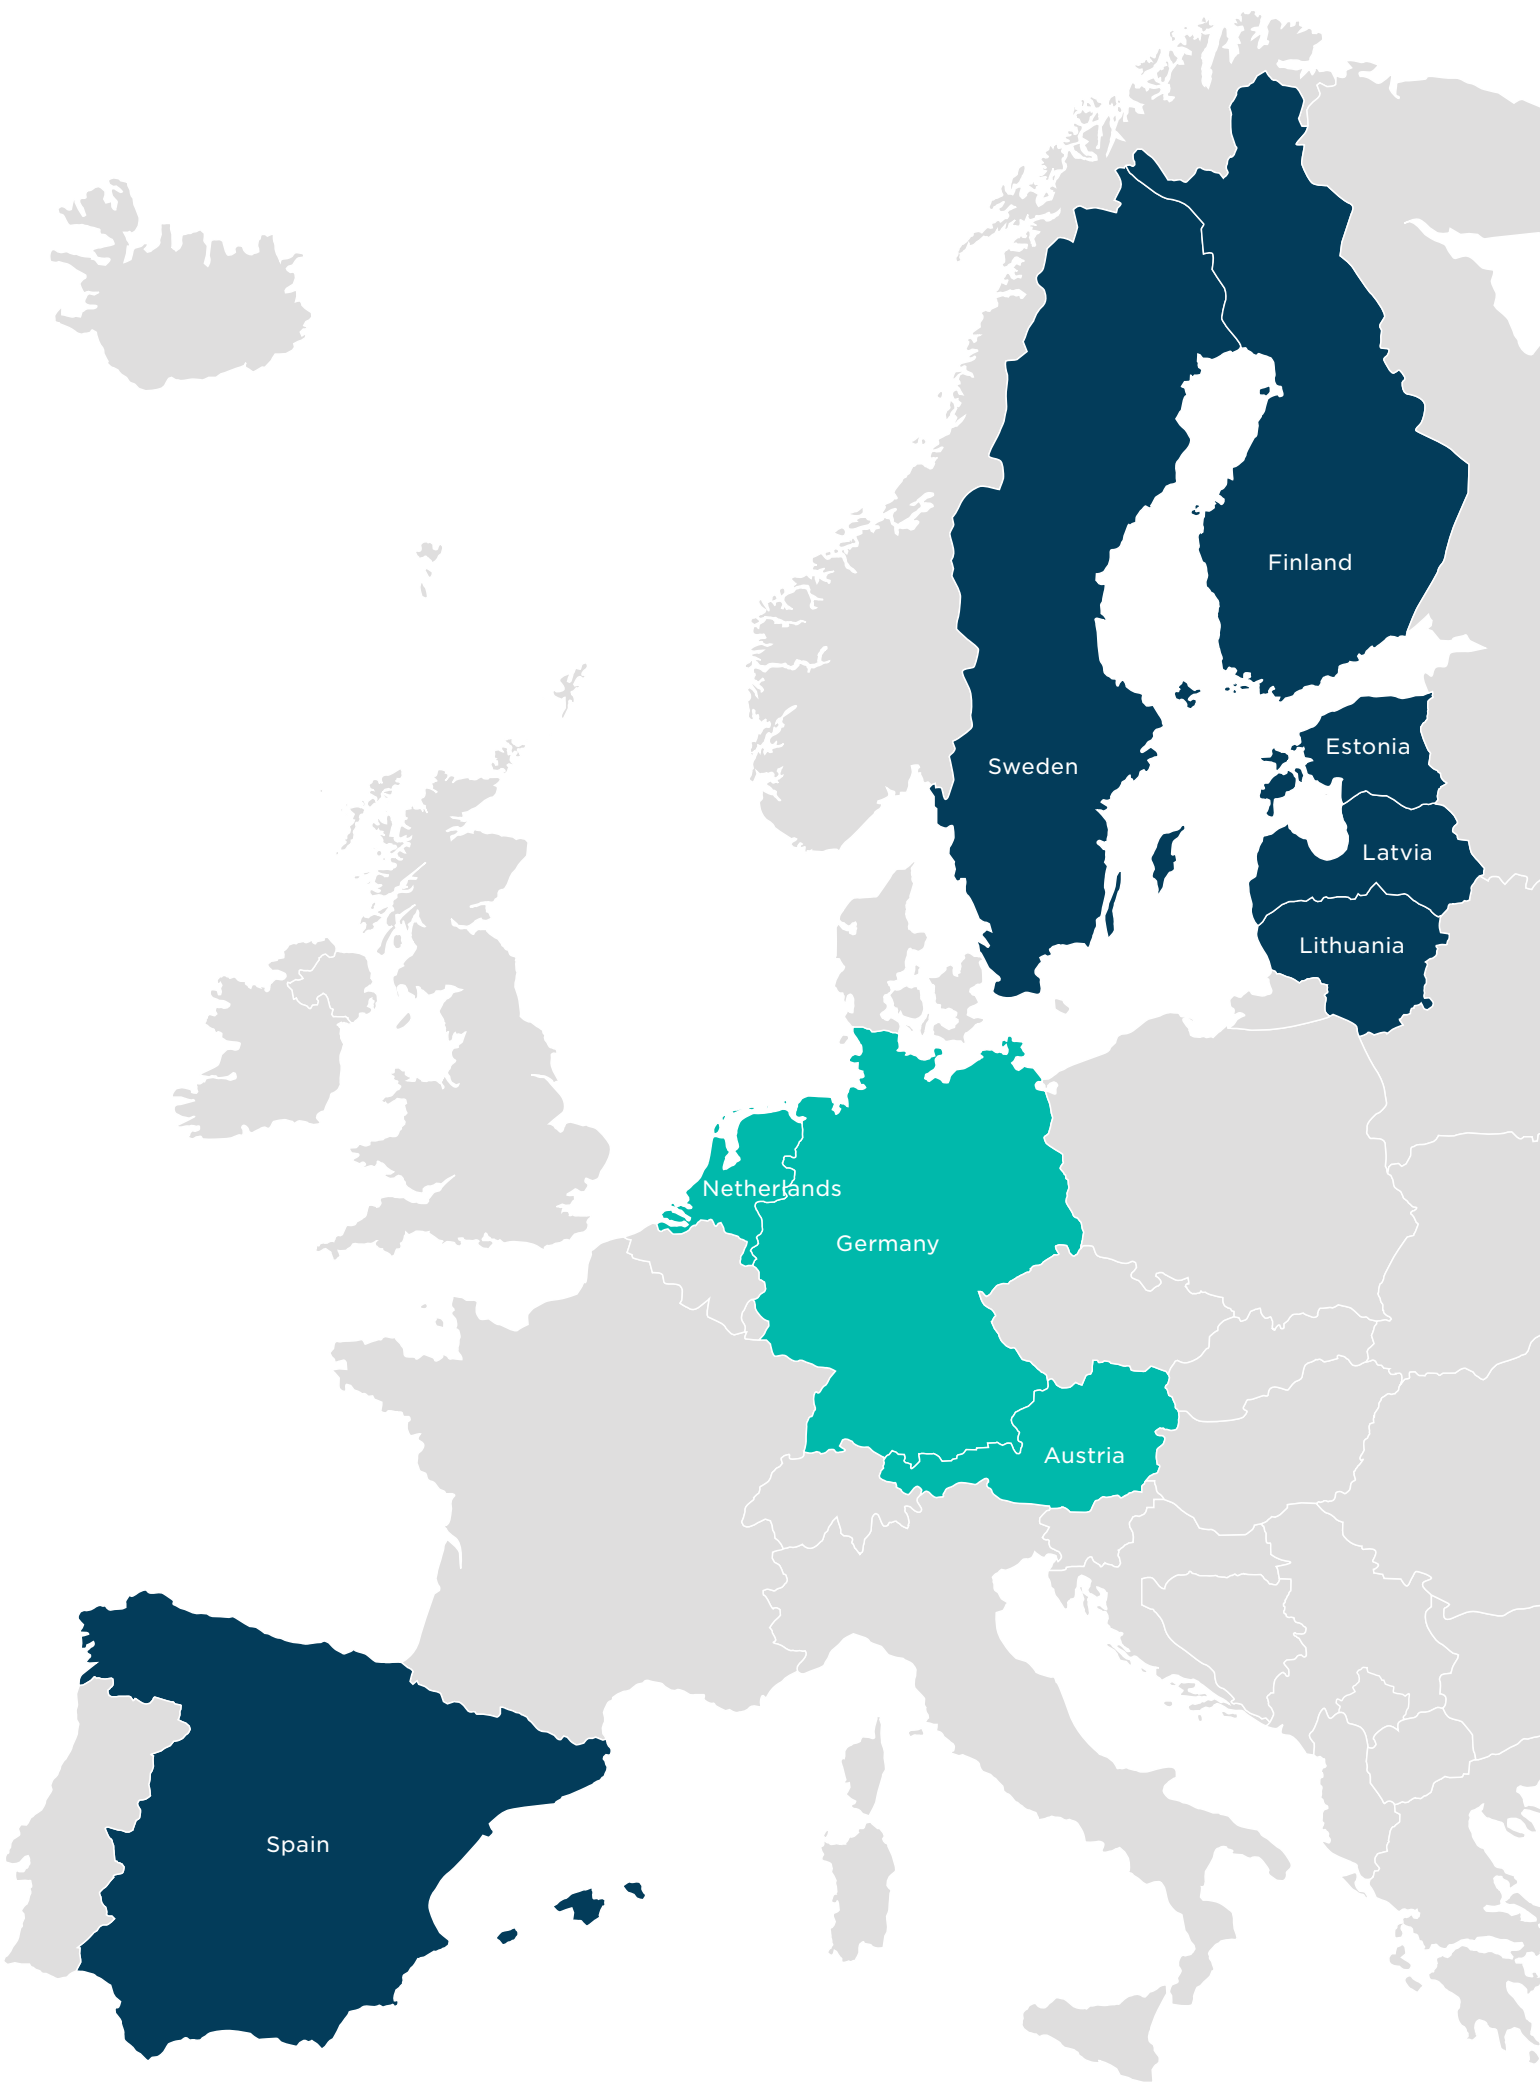 Finland
Estonia
Sweden
Latvia
Lithuania
Netherlands
Germany
Austria
Spain